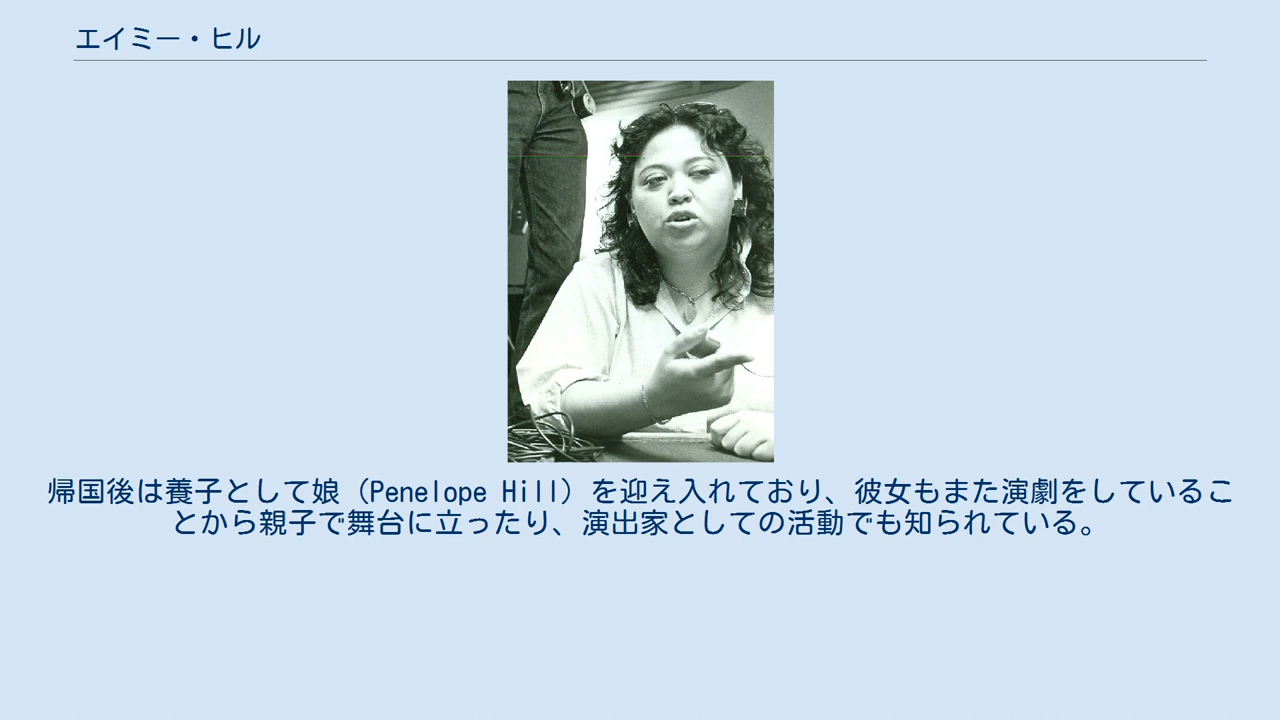 エイミー・ヒル
帰国後は養子として娘（Penelope Hill）を迎え入れており、彼女もまた演劇をしているこ
とから親子で舞台に立ったり、演出家としての活動でも知られている。